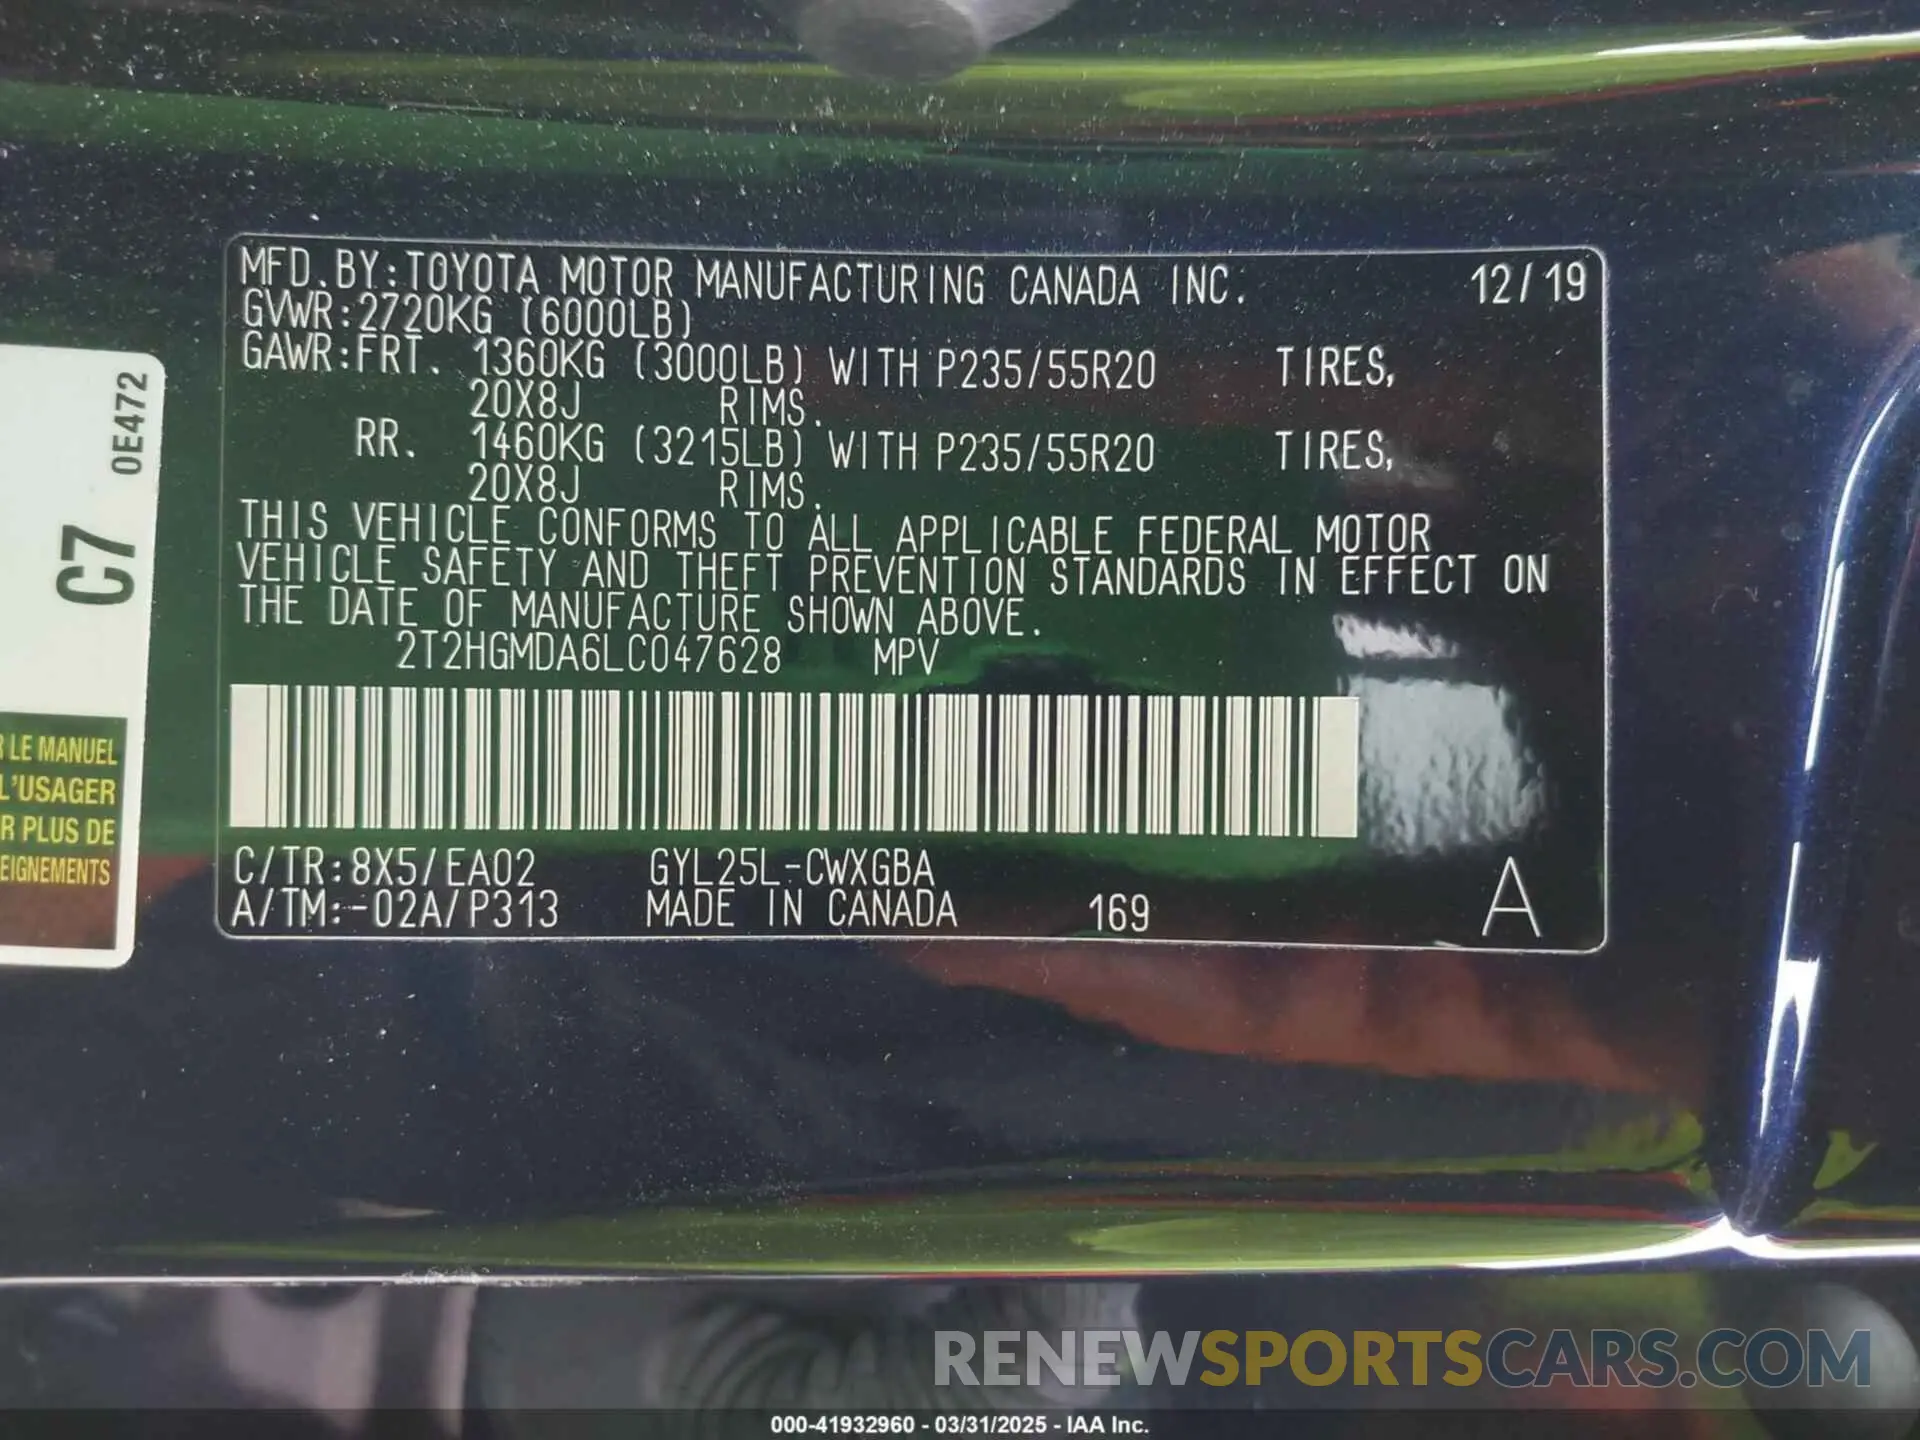 MFD.BY:TOYOTA MOTOR MANUFACTURING CANADA INC. 12/19
GVWR:2720KG (6000LB)
GAWR:FRT. 1360KG (3000LB) WITH P235/55R20 TIRES,
20X8J RIMS.
RR. 1460KG (3215LB) WITH P235/55R20 TIRES,
20X8J RIMS.
THIS VEHICLE CONFORMS TO ALL APPLICABLE FEDERAL MOTOR
VEHICLE SAFETY AND THEFT PREVENTION STANDARDS IN EFFECT ON
THE DATE OF MANUFACTURE SHOWN ABOVE.
2T2HGMDA6LC047628 MPV
C/TR:8X5/EA02 GYL25L-CWXGBA
A/TM:-02A/P313 MADE IN CANADA 169 A
C7 0E472
R LE MANUEL
L'USAGER
R PLUS DE
EIGNEMENTS
RENEWSPORTSCARS.COM
000-41932960 - 03/31/2025 - IAA Inc.